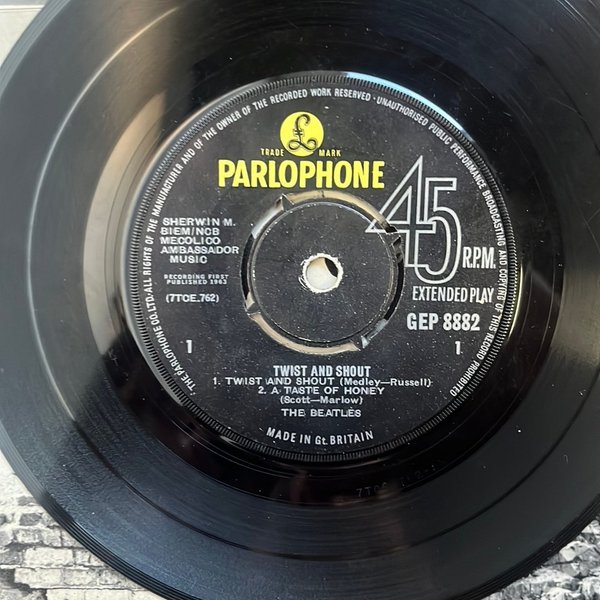 THE PARLOPHONE CO.LTD. ALL RIGHTS OF THE MANUFACTURER AND OF THE OWNER OF THE RECORDED WORK RESERVED · UNAUTHORISED PUBLIC PERFORMANCE BROADCASTING AND COPYING OF THIS RECORD PROHIBITED
£
TRADE MARK
PARLOPHONE
45
R.P.M.
EXTENDED PLAY
GEP 8882
SHERWIN M.
BIEM/NCB
MECOLICO
AMBASSADOR
MUSIC
RECORDING FIRST
PUBLISHED 1963
(7TCE.762)
1
1
TWIST AND SHOUT
1. TWIST AND SHOUT (Medley—Russell)
2. A TASTE OF HONEY
(Scott—Marlow)
THE BEATLES
MADE IN Gt. BRITAIN